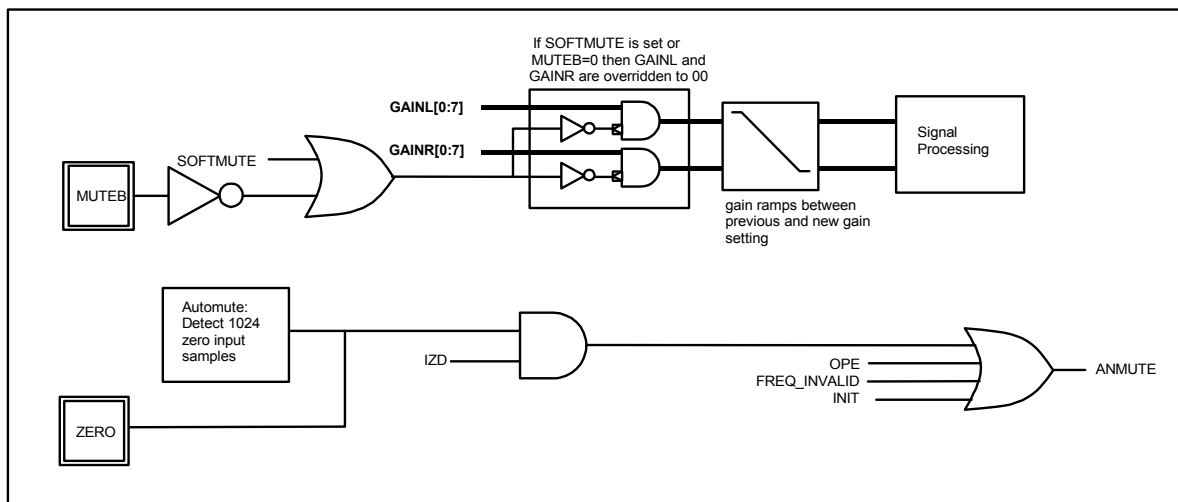 If SOFTMUTE is set or
MUTEB=0 then GAINL and
GAINR are overridden to 00
GAINL[0:7]
GAINR[0:7]
SOFTMUTE
MUTEB
Signal
Processing
gain ramps between
previous and new gain
setting
Automute:
Detect 1024
zero input
samples
IZD
OPE
FREQ_INVALID
INIT
ANMUTE
ZERO